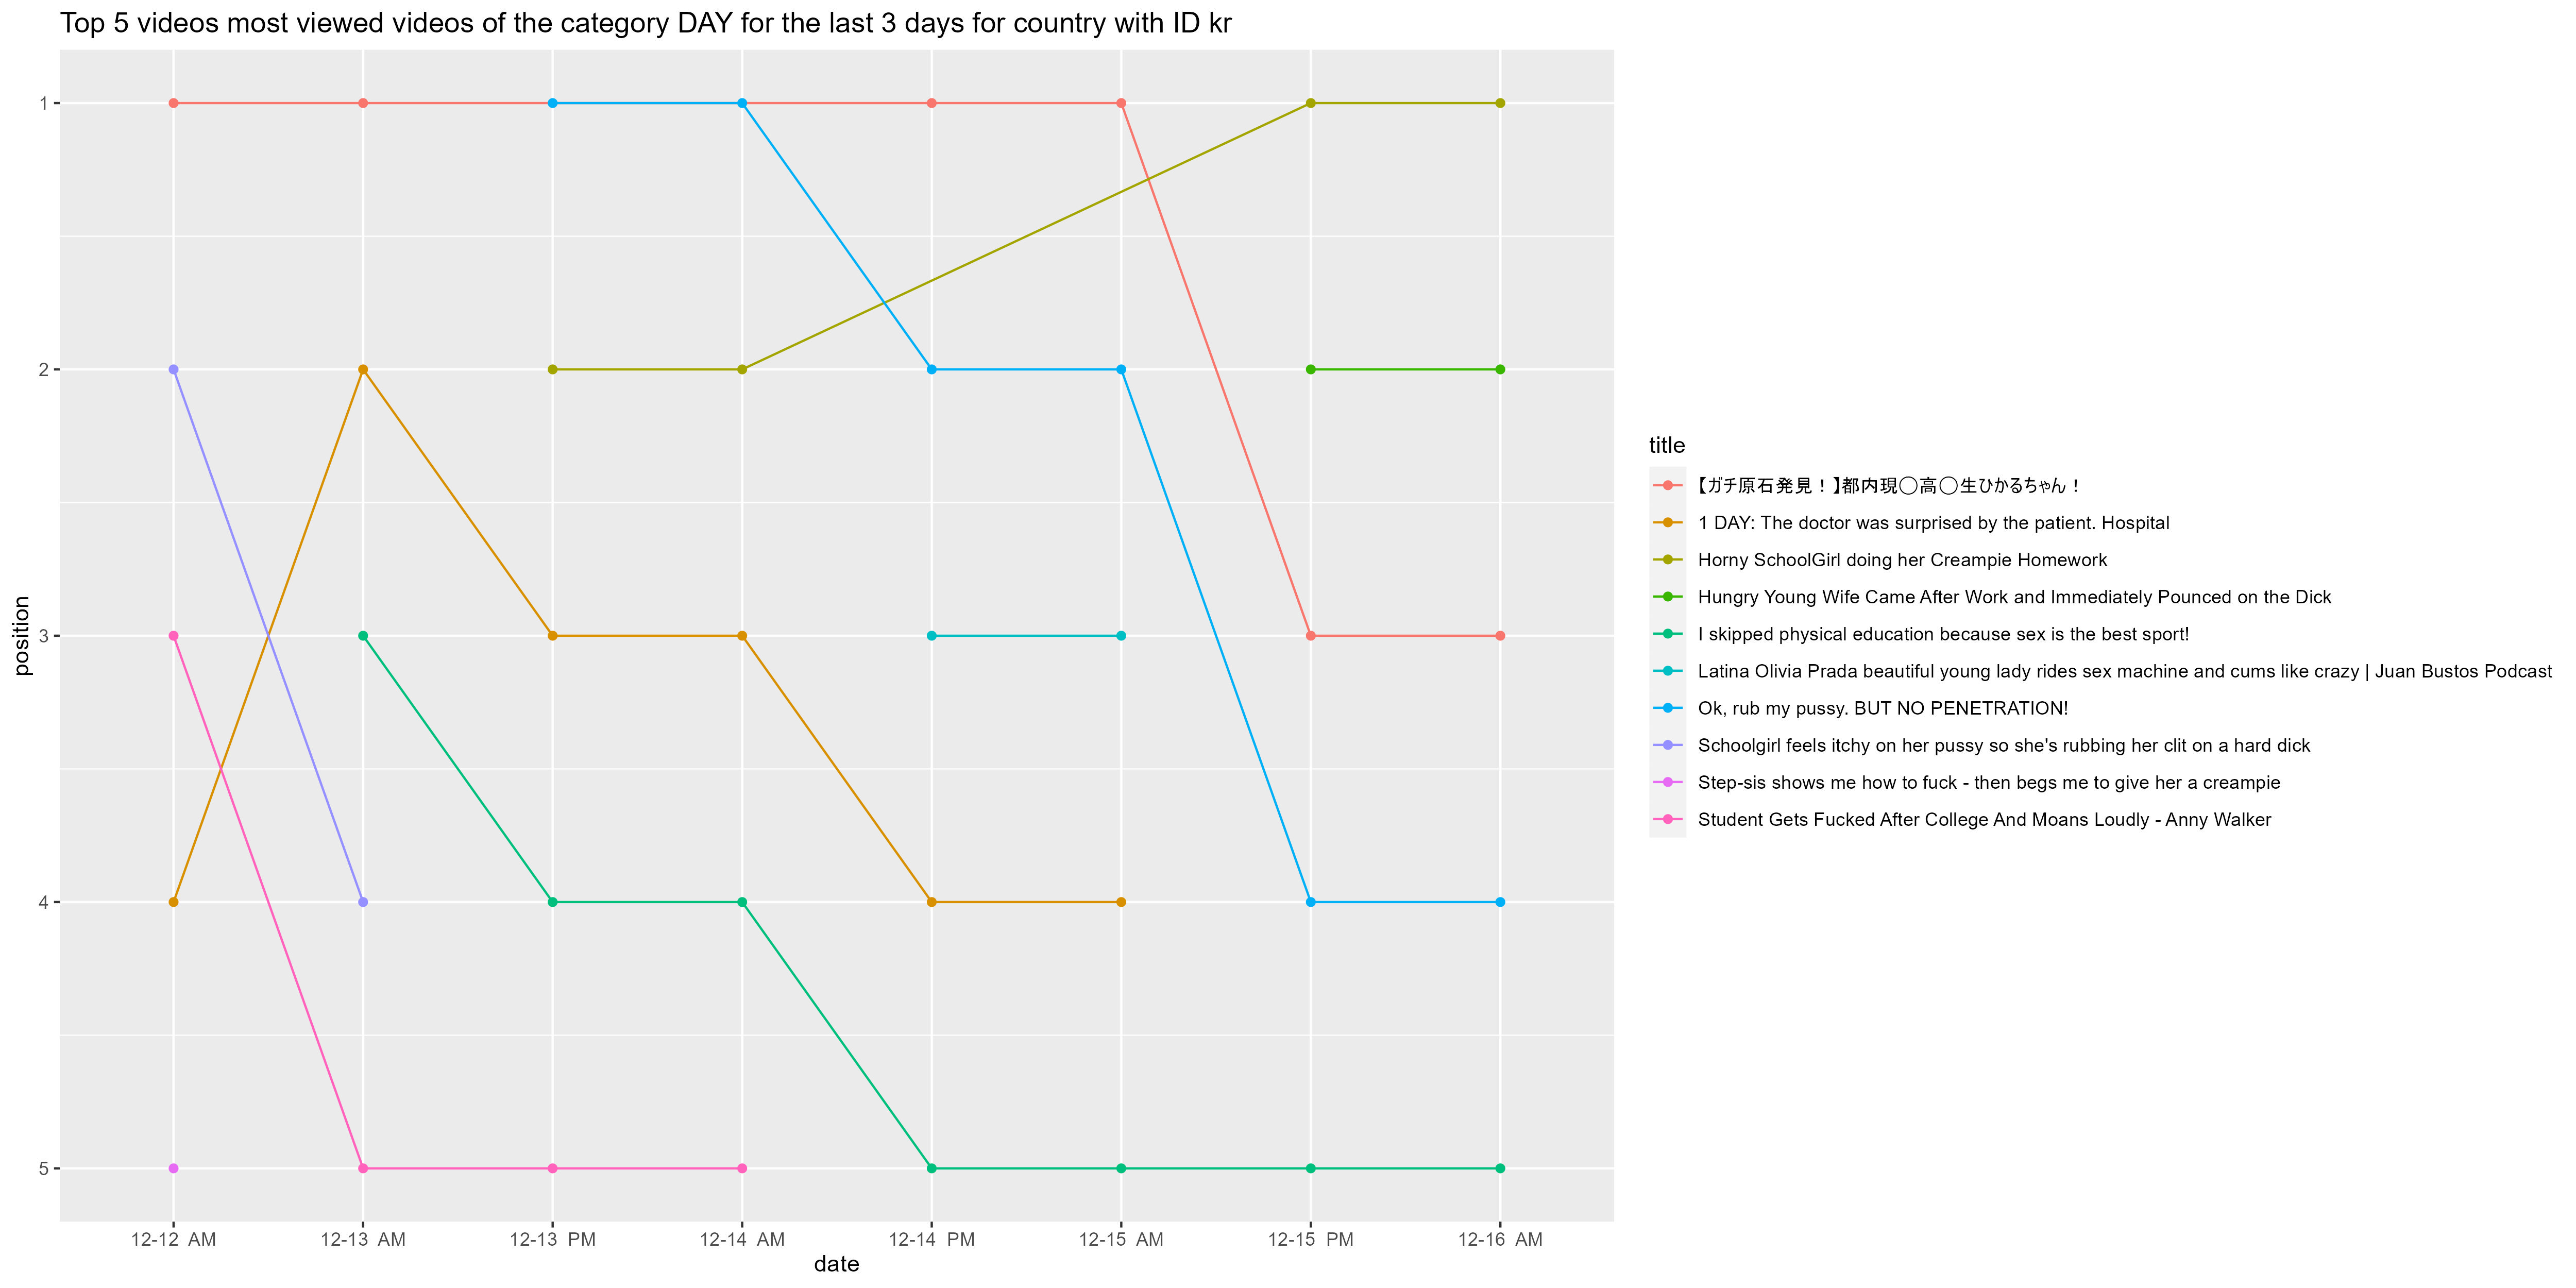 Top 5 videos most viewed videos of the category DAY for the last 3 days for country with ID kr
position
1
2
3
4
5
12-12 AM
12-13 AM
12-13 PM
12-14 AM
12-14 PM
12-15 AM
12-15 PM
12-16 AM
date
title
【ガチ原石発見！】都内現◯高◯生ひかるちゃん！
1 DAY: The doctor was surprised by the patient. Hospital
Horny SchoolGirl doing her Creampie Homework
Hungry Young Wife Came After Work and Immediately Pounced on the Dick
I skipped physical education because sex is the best sport!
Latina Olivia Prada beautiful young lady rides sex machine and cums like crazy | Juan Bustos Podcast
Ok, rub my pussy. BUT NO PENETRATION!
Schoolgirl feels itchy on her pussy so she's rubbing her clit on a hard dick
Step-sis shows me how to fuck - then begs me to give her a creampie
Student Gets Fucked After College And Moans Loudly - Anny Walker